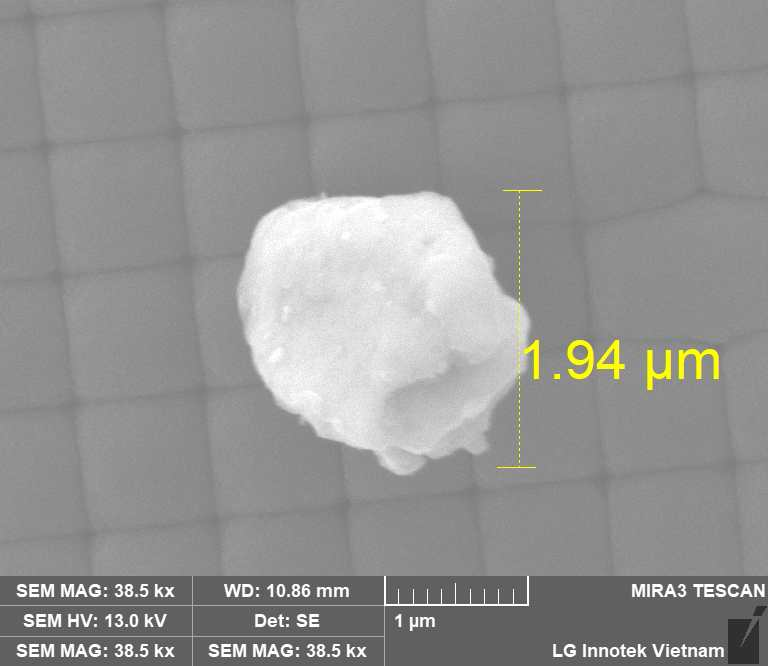 1.94 µm
SEM MAG: 38.5 kx
WD: 10.86 mm
MIRA3 TESCAN
SEM HV: 13.0 kV
Det: SE
1 µm
SEM MAG: 38.5 kx
SEM MAG: 38.5 kx
LG Innotek Vietnam